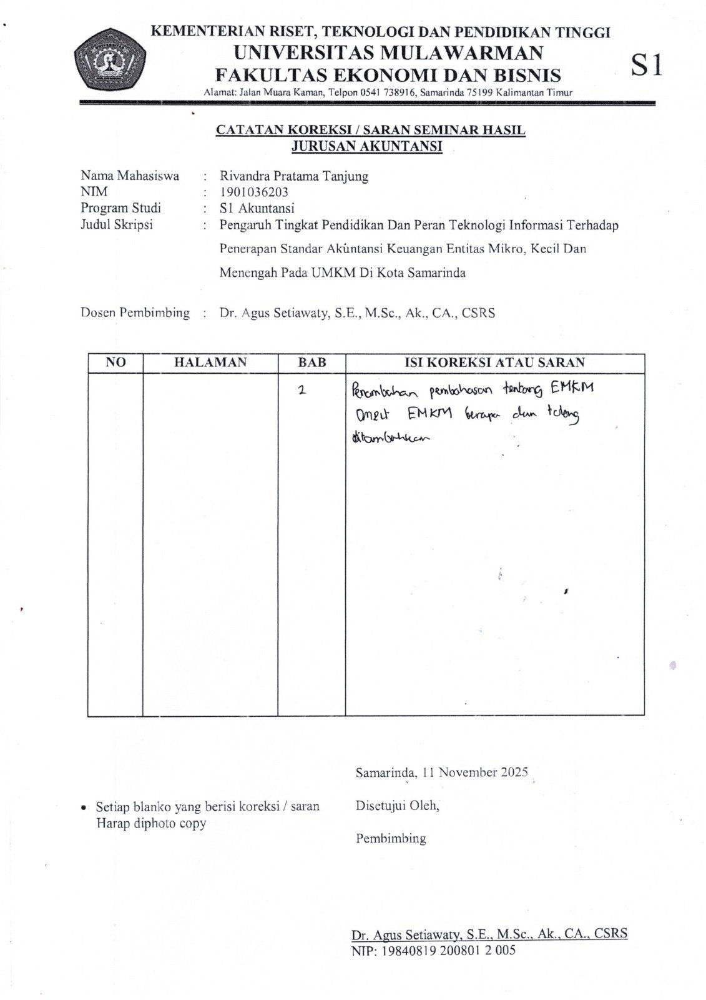 KEMENTERIAN RISET, TEKNOLOGI DAN PENDIDIKAN TINGGI
UNIVERSITAS MULAWARMAN
FAKULTAS EKONOMI DAN BISNIS
S1
Alamat: Jalan Muara Kaman, Telpon 0541 738916, Samarinda 75199 Kalimantan Timur
CATATAN KOREKSI / SARAN SEMINAR HASIL
JURUSAN AKUNTANSI
Nama Mahasiswa : Rivandra Pratama Tanjung
NIM : 1901036203
Program Studi : S1 Akuntansi
Judul Skripsi : Pengaruh Tingkat Pendidikan Dan Peran Teknologi Informasi Terhadap
Penerapan Standar Akuntansi Keuangan Entitas Mikro, Kecil Dan
Menengah Pada UMKM Di Kota Samarinda
Dosen Pembimbing : Dr. Agus Setiawaty, S.E., M.Sc., Ak., CA., CSRS
NO HALAMAN BAB ISI KOREKSI ATAU SARAN
2 Penambahan pembahasan tentang EMKM
Omzet EMKM berapa dan tolong
ditambahkan
Samarinda, 11 November 2025
• Setiap blanko yang berisi koreksi / saran Disetujui Oleh,
Harap diphoto copy
Pembimbing
Dr. Agus Setiawaty, S.E., M.Sc., Ak., CA., CSRS
NIP: 19840819 200801 2 005